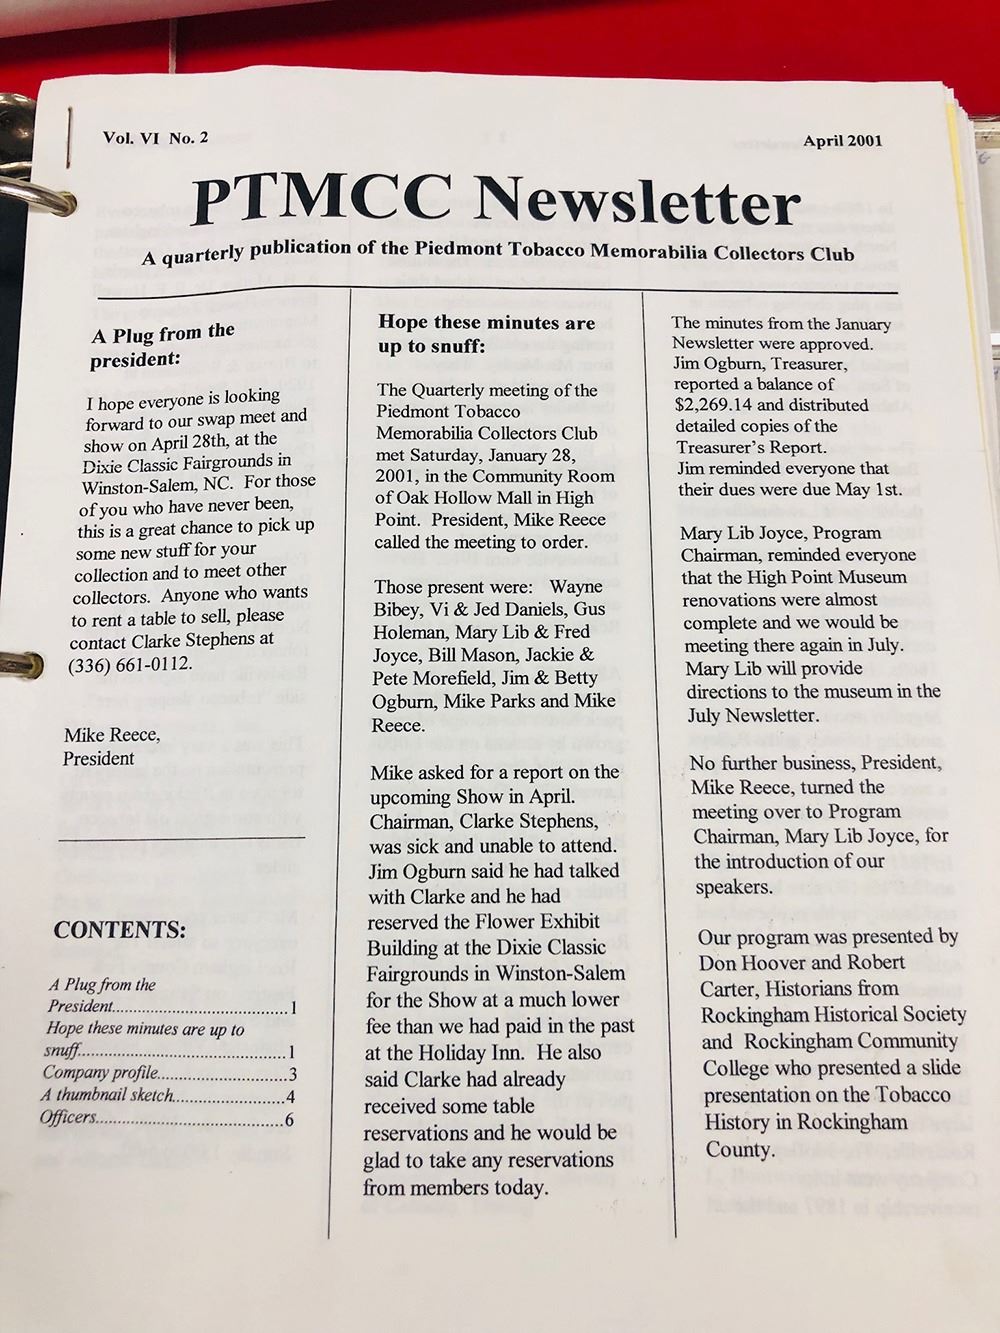 Vol. VI No. 2
April 2001
PTMCC Newsletter
A quarterly publication of the Piedmont Tobacco Memorabilia Collectors Club
A Plug from the
president:
I hope everyone is looking
forward to our swap meet and
show on April 28th, at the
Dixie Classic Fairgrounds in
Winston-Salem, NC. For those
of you who have never been,
this is a great chance to pick up
some new stuff for your
collection and to meet other
collectors. Anyone who wants
to rent a table to sell, please
contact Clarke Stephens at
(336) 661-0112.
Mike Reece,
President
CONTENTS:
A Plug from the
President.......................................1
Hope these minutes are up to
snuff..............................................1
Company profile............................3
A thumbnail sketch........................4
Officers.........................................6
Hope these minutes are
up to snuff:
The Quarterly meeting of the
Piedmont Tobacco
Memorabilia Collectors Club
met Saturday, January 28,
2001, in the Community Room
of Oak Hollow Mall in High
Point. President, Mike Reece
called the meeting to order.
Those present were: Wayne
Bibey, Vi & Jed Daniels, Gus
Holeman, Mary Lib & Fred
Joyce, Bill Mason, Jackie &
Pete Morefield, Jim & Betty
Ogburn, Mike Parks and Mike
Reece.
Mike asked for a report on the
upcoming Show in April.
Chairman, Clarke Stephens,
was sick and unable to attend.
Jim Ogburn said he had talked
with Clarke and he had
reserved the Flower Exhibit
Building at the Dixie Classic
Fairgrounds in Winston-Salem
for the Show at a much lower
fee than we had paid in the past
at the Holiday Inn. He also
said Clarke had already
received some table
reservations and he would be
glad to take any reservations
from members today.
The minutes from the January
Newsletter were approved.
Jim Ogburn, Treasurer,
reported a balance of
$2,269.14 and distributed
detailed copies of the
Treasurer's Report.
Jim reminded everyone that
their dues were due May 1st.
Mary Lib Joyce, Program
Chairman, reminded everyone
that the High Point Museum
renovations were almost
complete and we would be
meeting there again in July.
Mary Lib will provide
directions to the museum in the
July Newsletter.
No further business, President,
Mike Reece, turned the
meeting over to Program
Chairman, Mary Lib Joyce, for
the introduction of our
speakers.
Our program was presented by
Don Hoover and Robert
Carter, Historians from
Rockingham Historical Society
and Rockingham Community
College who presented a slide
presentation on the Tobacco
History in Rockingham
County.